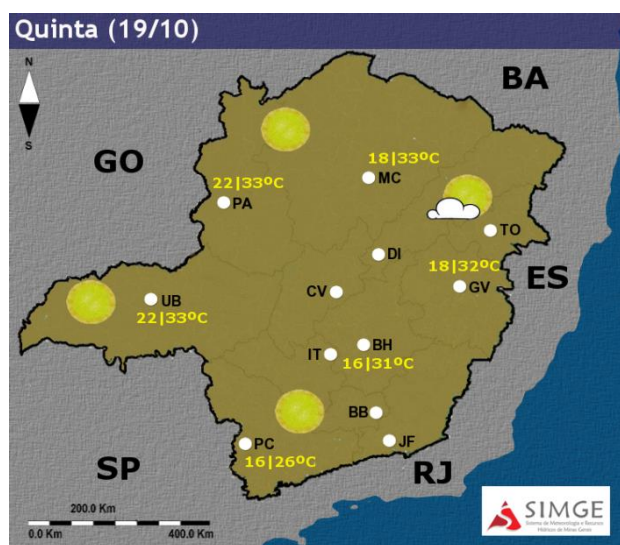 Quinta (19/10)
N
S
BA
GO
18|33ºC
MC
22|33ºC
PA
TO
DI
18|32ºC
ES
GV
CV
UB
22|33ºC
BH
IT
16|31ºC
BB
JF
PC
16|26ºC
SP
RJ
200.0 Km
0.0 Km
400.0 Km
SIMGE
Sistema de Meteorologia e Recursos
Hídricos de Minas Gerais